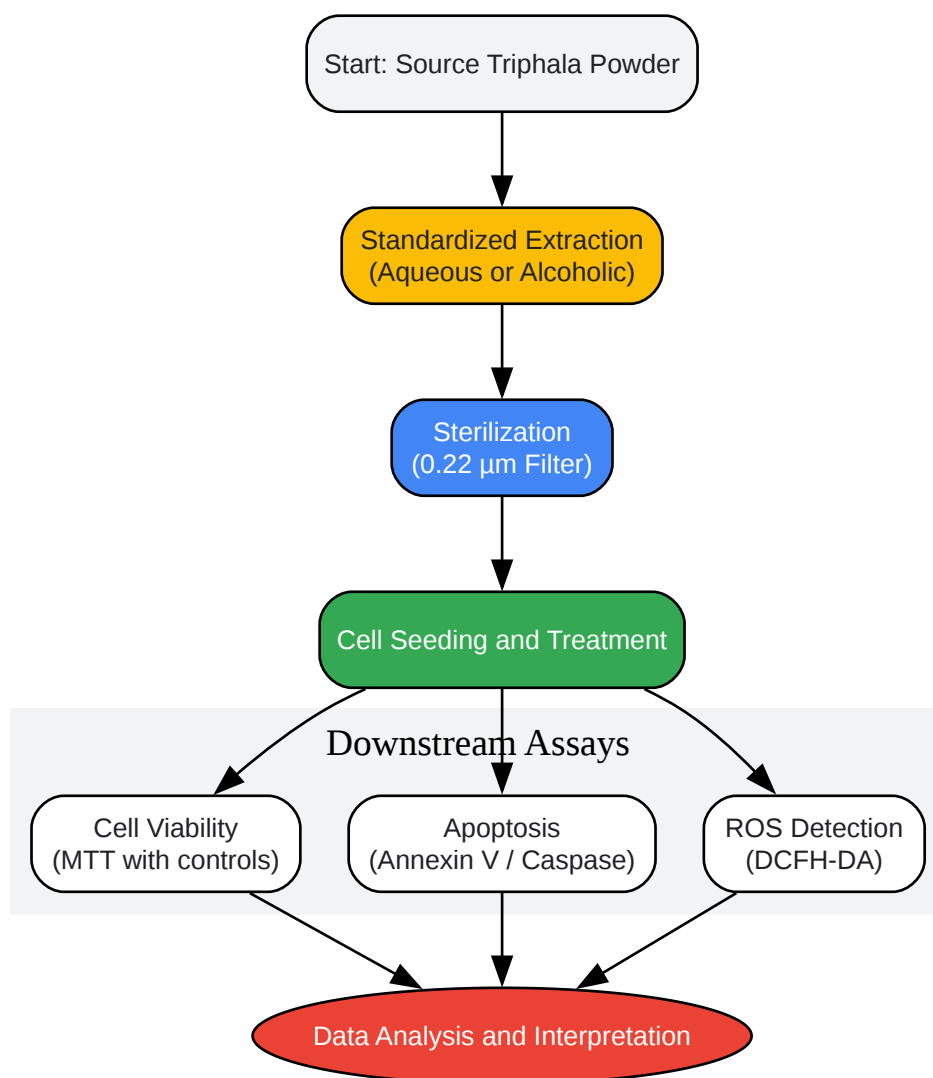 Start: Source Triphala Powder
Standardized Extraction
(Aqueous or Alcoholic)
Sterilization
(0.22 µm Filter)
Cell Seeding and Treatment
Downstream Assays
Cell Viability
(MTT with controls)
Apoptosis
(Annexin V / Caspase)
ROS Detection
(DCFH-DA)
Data Analysis and Interpretation